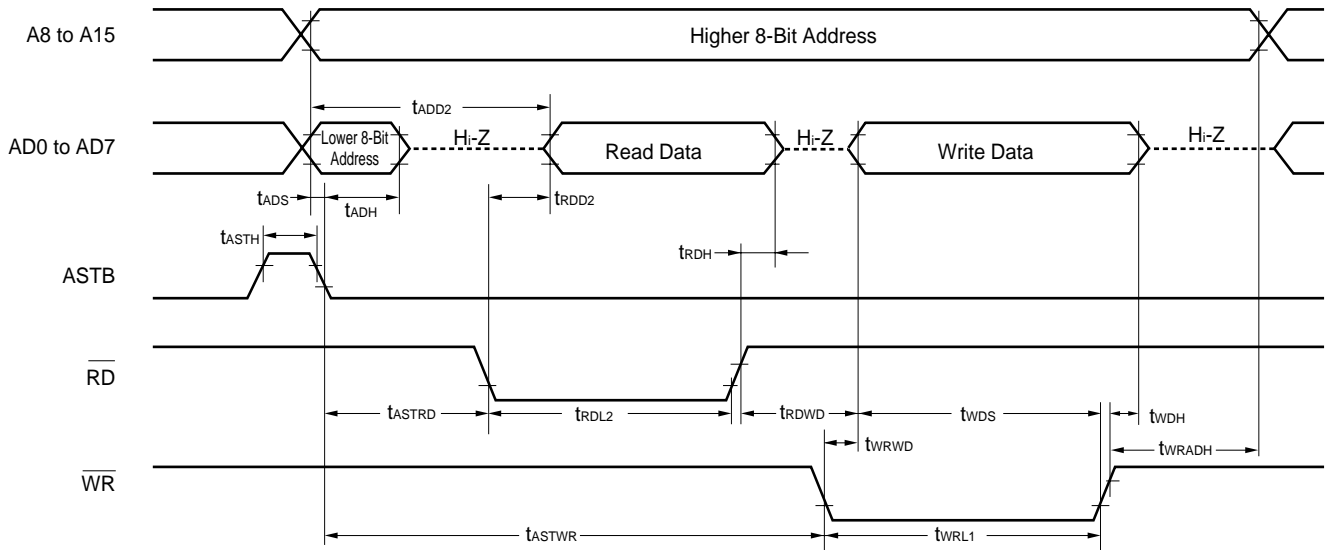 A8 to A15
Higher 8-Bit Address
tADD2
AD0 to AD7
Lower 8-Bit
Address
Hi-Z
Read Data
Hi-Z
Write Data
Hi-Z
tADS
tADH
tRDD2
tASTH
tRDH
ASTB
RD
tASTRD
tRDL2
tRDWD
tWDS
tWDH
tWRWD
tWRADH
WR
tASTWR
tWRL1